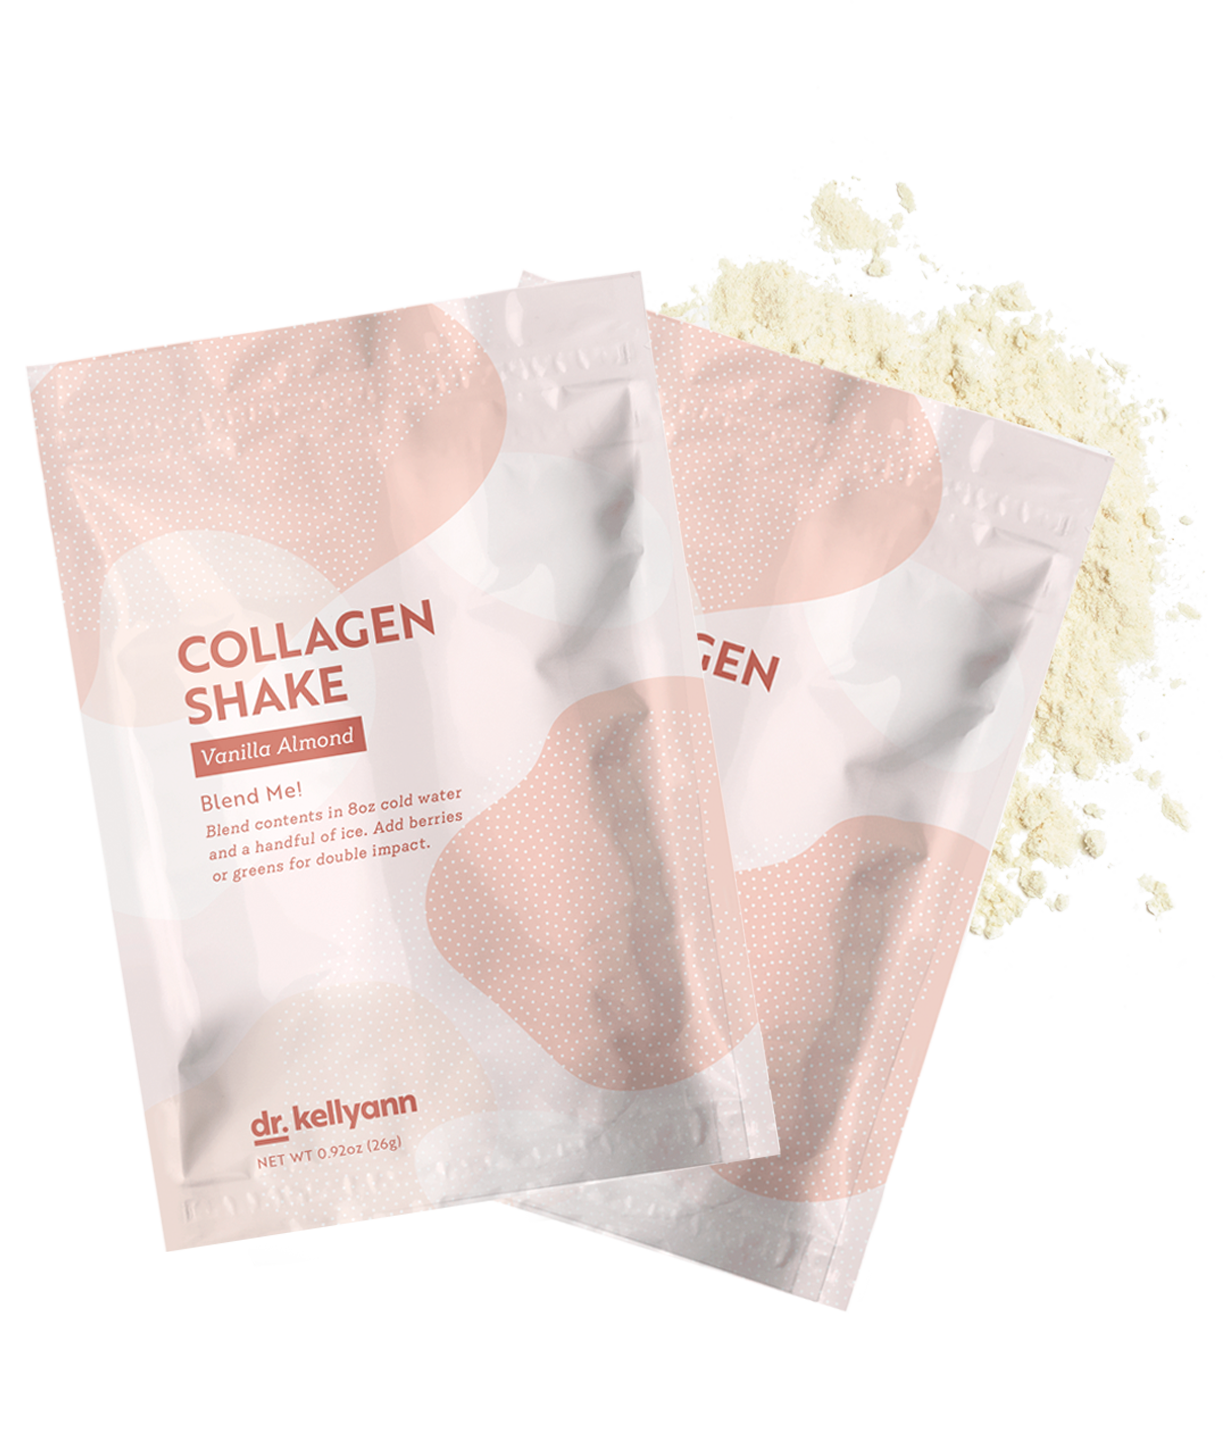 COLLAGEN
SHAKE
Vanilla Almond
Blend Me!
Blend contents in 8oz cold water
and a handful of ice. Add berries
or greens for double impact.
dr. kellyann
NET WT 0.92oz (26g)
GEN